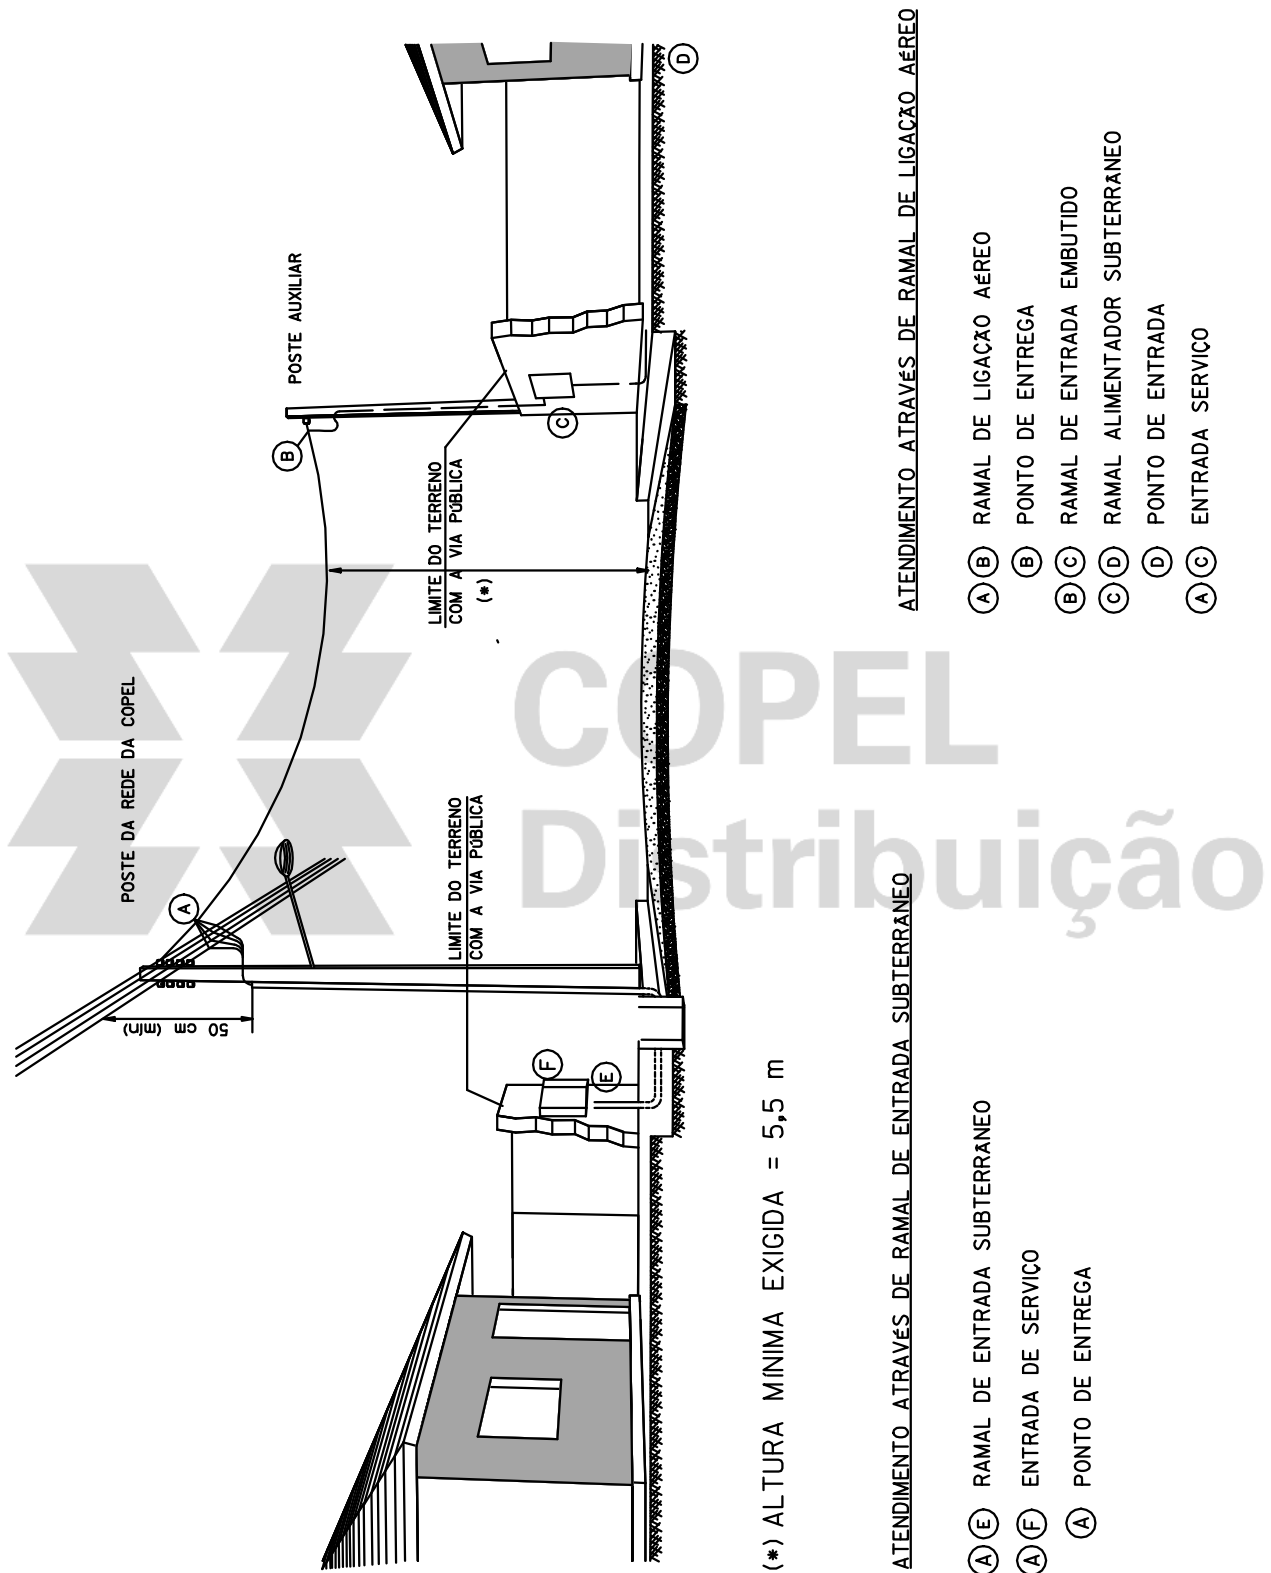 POSTE DA REDE DA COPEL
POSTE AUXILIAR
A
B
50 cm (mín)
LIMITE DO TERRENO
COM A VIA PÚBLICA
LIMITE DO TERRENO
COM A VIA PÚBLICA
(*)
F
E
C
D
COPEL
Distribuição
(*) ALTURA MÍNIMA EXIGIDA = 5,5 m
ATENDIMENTO ATRAVÉS DE RAMAL DE ENTRADA SUBTERRÂNEO
A E RAMAL DE ENTRADA SUBTERRÂNEO
A F ENTRADA DE SERVIÇO
A PONTO DE ENTREGA
ATENDIMENTO ATRAVÉS DE RAMAL DE LIGAÇÃO AÉREO
A B RAMAL DE LIGAÇÃO AÉREO
B PONTO DE ENTREGA
B C RAMAL DE ENTRADA EMBUTIDO
C D RAMAL ALIMENTADOR SUBTERRÂNEO
D PONTO DE ENTRADA
A C ENTRADA SERVIÇO